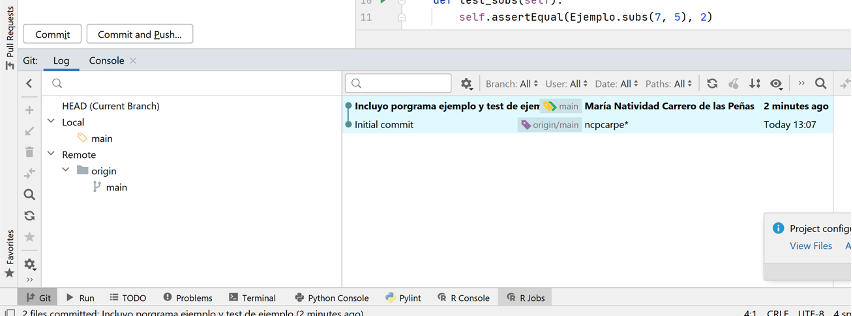 10 def test_subs(self):
11 self.assertEqual(Ejemplo.subs(7, 5), 2)
Pull Requests
Commit Commit and Push...
Git: Log Console
Branch: All User: All Date: All Paths: All
HEAD (Current Branch)
Local
main
Remote
origin
main
Incluyo porgrama ejemplo y test de ejem main María Natividad Carrero de las Peñas 2 minutes ago
Initial commit origin/main ncpcarpe* Today 13:07
Favorites
Project config
View Files A
Git Run TODO Problems Terminal Python Console Pylint R Console R Jobs
2 files committed: Incluyo porgrama ejemplo y test de ejemplo (2 minutes ago) 4:1 CRLF UTF-8 4 sp